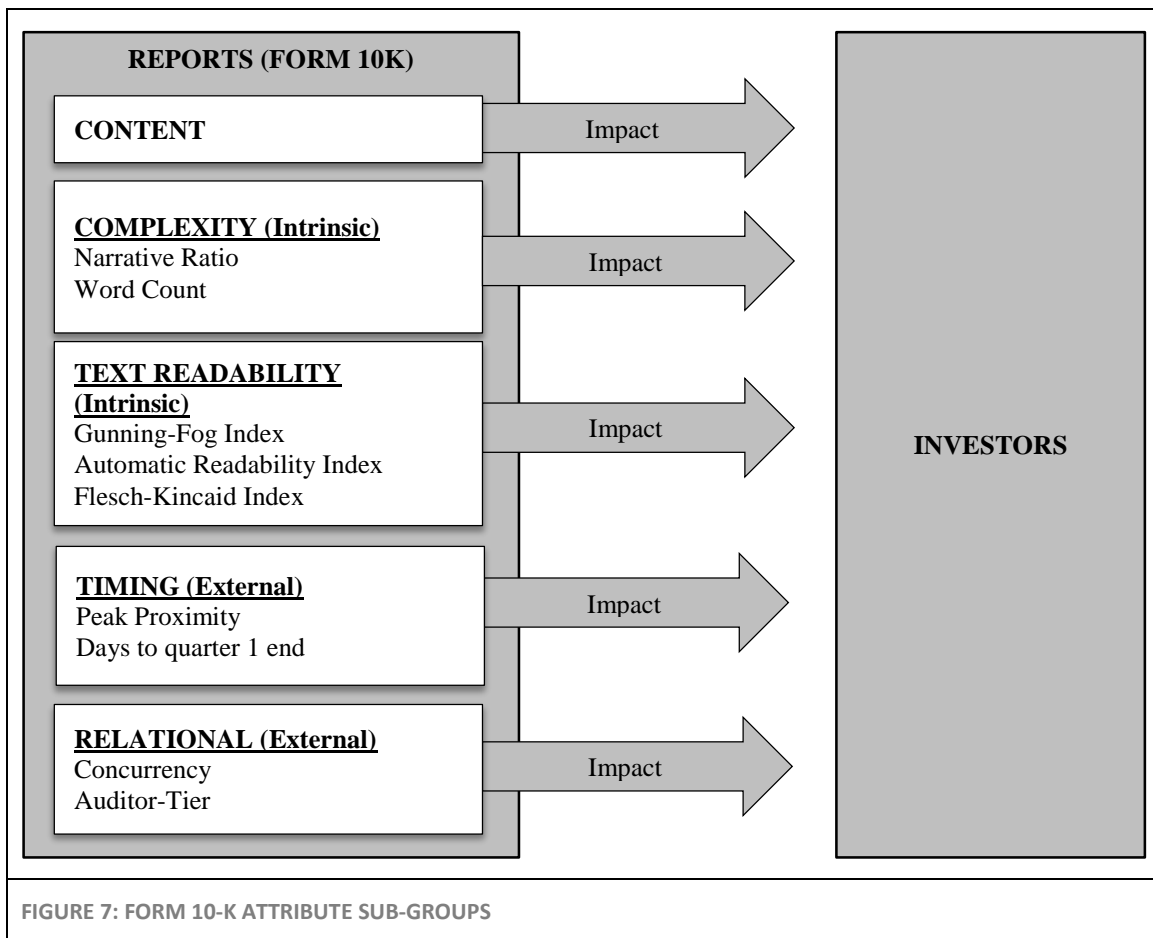 REPORTS (FORM 10K)
CONTENT
Impact
COMPLEXITY (Intrinsic)
Narrative Ratio
Word Count
Impact
TEXT READABILITY
(Intrinsic)
Gunning-Fog Index
Automatic Readability Index
Flesch-Kincaid Index
Impact
TIMING (External)
Peak Proximity
Days to quarter 1 end
Impact
RELATIONAL (External)
Concurrency
Auditor-Tier
Impact
INVESTORS
FIGURE 7: FORM 10-K ATTRIBUTE SUB-GROUPS